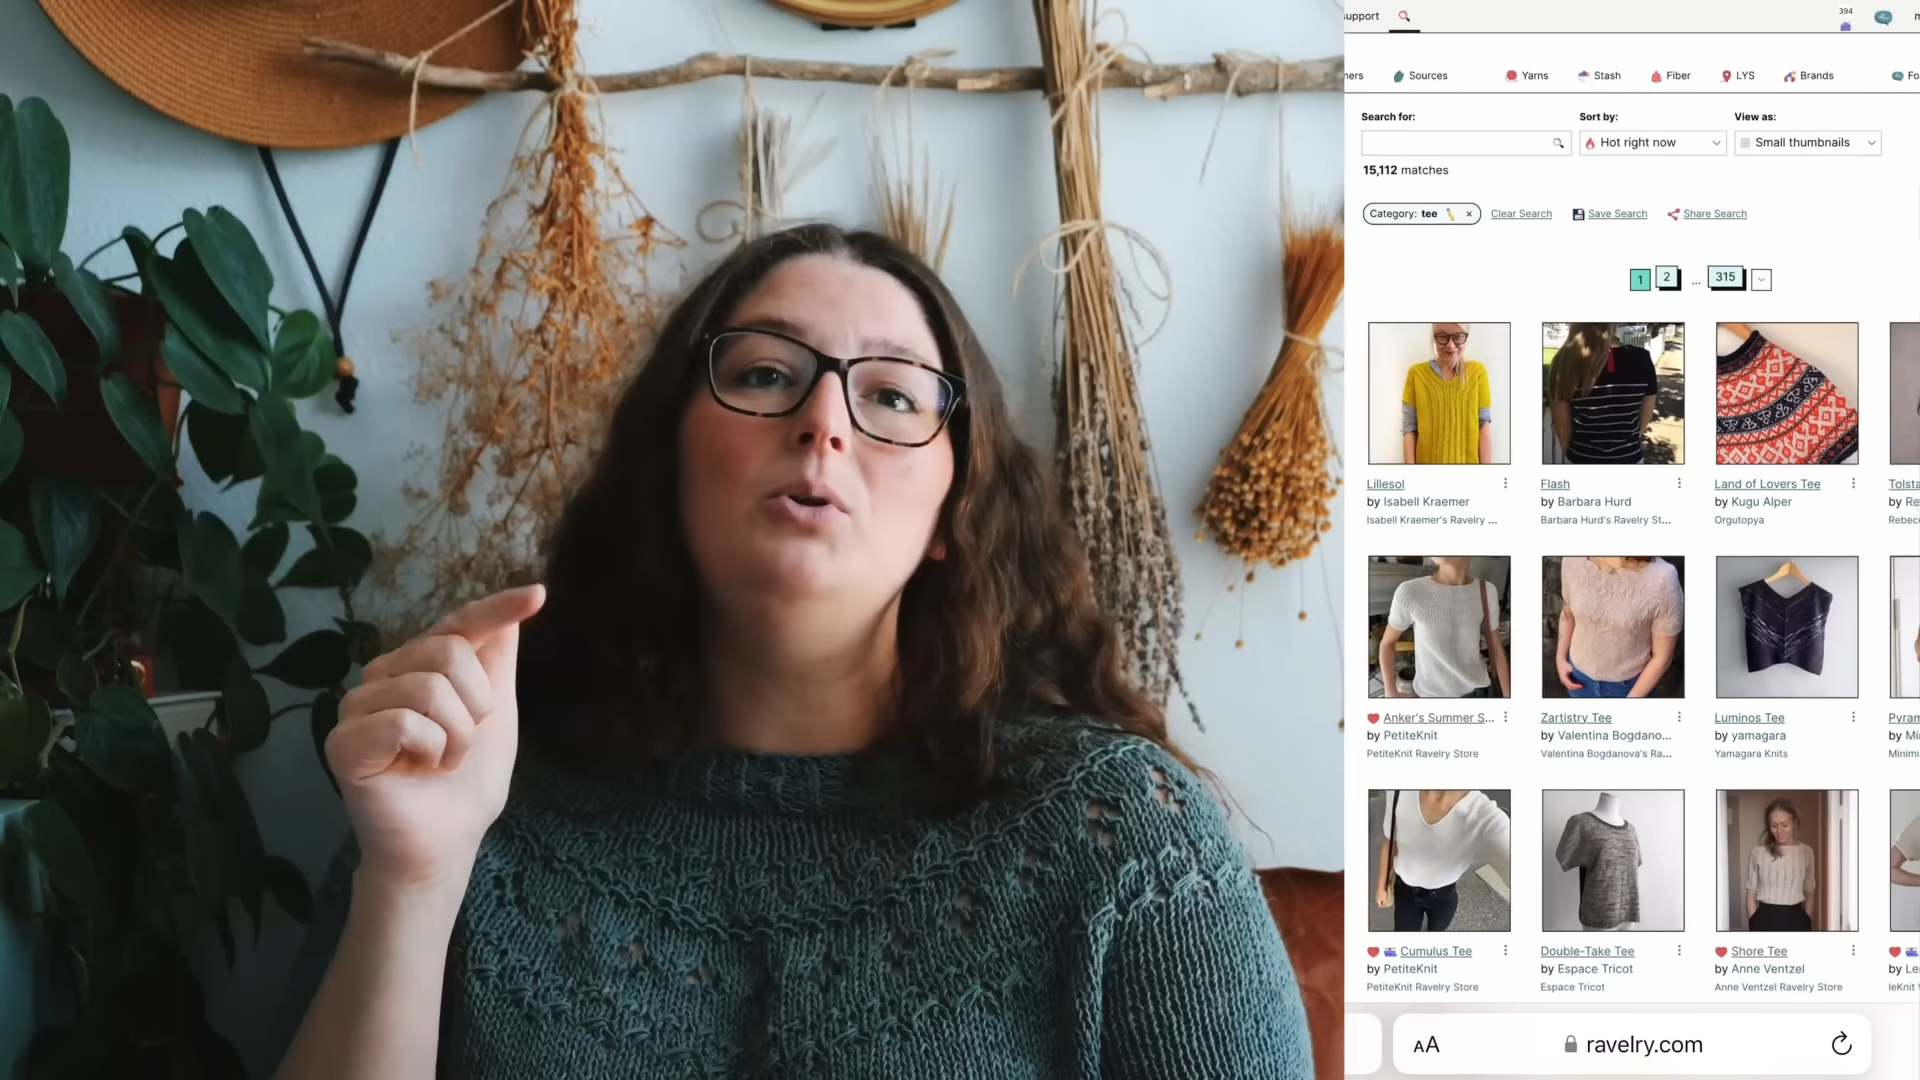 support
394
Sources
Yarns
Stash
Fiber
LYS
Brands
Search for:
Sort by:
View as:
Hot right now
Small thumbnails
15,112 matches
Category: tee ×
Clear Search
Save Search
Share Search
1 2 ... 315
Lillesol
by Isabell Kraemer
Isabell Kraemer's Ravelry ...
Flash
by Barbara Hurd
Barbara Hurd's Ravelry St...
Land of Lovers Tee
by Kugu Alper
Orgutopya
by
Anker's Summer S...
by PetiteKnit
PetiteKnit Ravelry Store
Zartistry Tee
by Valentina Bogdano...
Valentina Bogdanova's Ra...
Luminos Tee
by yamagara
Yamagara Knits
by
Cumulus Tee
by PetiteKnit
PetiteKnit Ravelry Store
Double-Take Tee
by Espace Tricot
Espace Tricot
Shore Tee
by Anne Ventzel
Anne Ventzel Ravelry Store
by
AA
ravelry.com